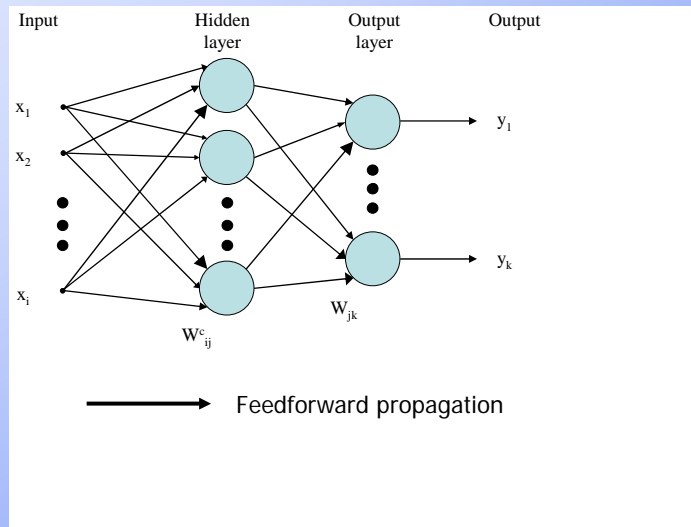 Input
Hidden
layer
Output
layer
Output
x₁
x₂
xᵢ
y₁
yₖ
Wᶜᵢⱼ
Wⱼₖ
Feedforward propagation